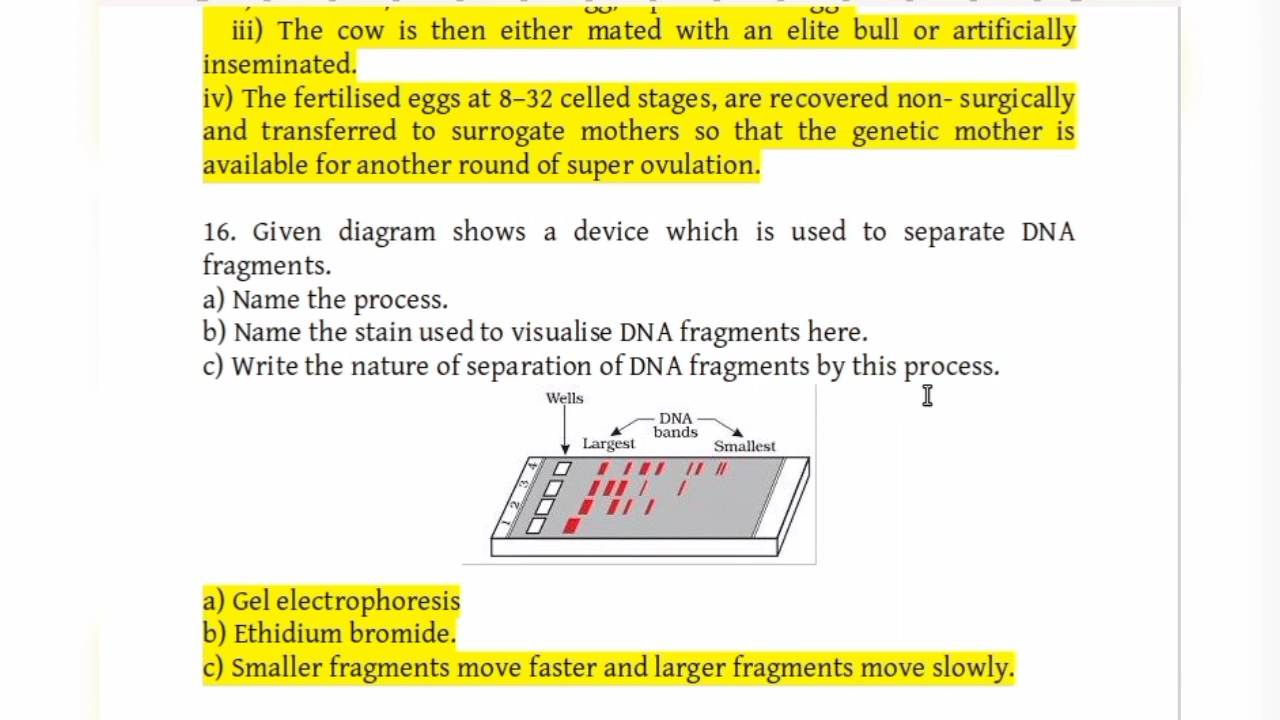 iii) The cow is then either mated with an elite bull or artificially
inseminated.
iv) The fertilised eggs at 8–32 celled stages, are recovered non- surgically
and transferred to surrogate mothers so that the genetic mother is
available for another round of super ovulation.
16. Given diagram shows a device which is used to separate DNA
fragments.
a) Name the process.
b) Name the stain used to visualise DNA fragments here.
c) Write the nature of separation of DNA fragments by this process.
Wells
DNA
bands
Largest
Smallest
4
3
2
1
a) Gel electrophoresis
b) Ethidium bromide.
c) Smaller fragments move faster and larger fragments move slowly.